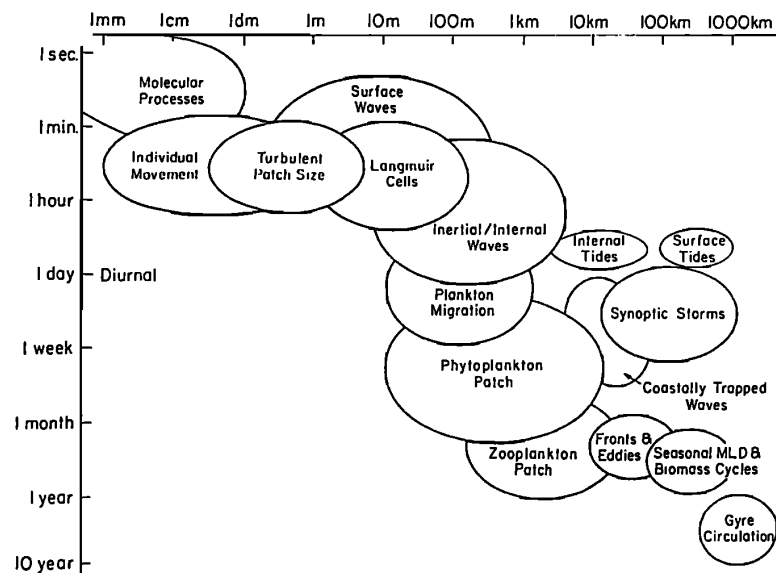 1mm 1cm 1dm 1m 10m 100m 1km 10km 100km 1000km
1 sec.
1 min.
1 hour
1 day
1 week
1 month
1 year
10 year
Molecular
Processes
Surface
Waves
Individual
Movement
Turbulent
Patch Size
Langmuir
Cells
Inertial/Internal
Waves
Internal
Tides
Surface
Tides
Diurnal
Plankton
Migration
Synoptic Storms
Phytoplankton
Patch
Coastally Trapped
Waves
Zooplankton
Patch
Fronts &
Eddies
Seasonal MLD &
Biomass Cycles
Gyre
Circulation